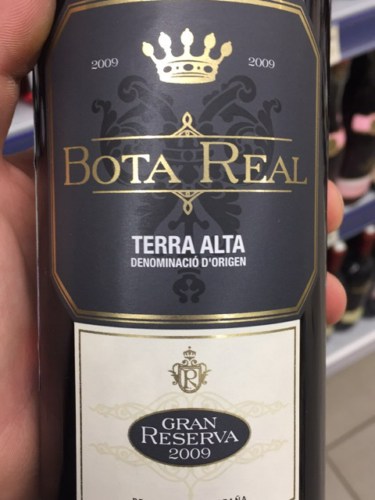 2009 2009
BOTA REAL
TERRA ALTA
DENOMINACIÓ D'ORIGEN
R
GRAN
RESERVA
2009